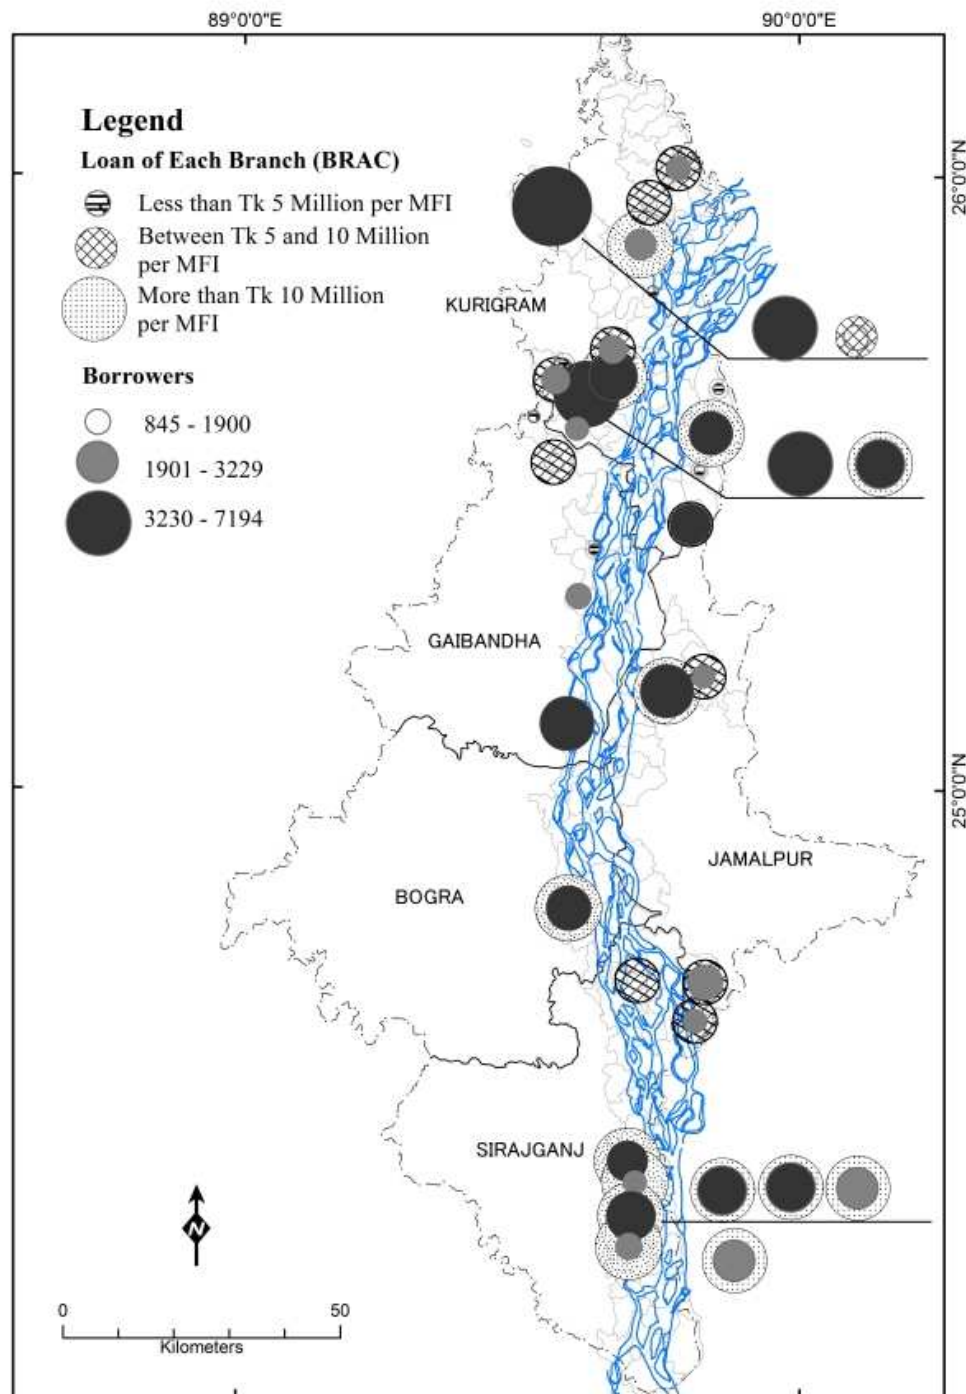 89°0'0"E
90°0'0"E
Legend
Loan of Each Branch (BRAC)
Less than Tk 5 Million per MFI
Between Tk 5 and 10 Million
per MFI
More than Tk 10 Million
per MFI
Borrowers
845 - 1900
1901 - 3229
3230 - 7194
26°0'0"N
KURIGRAM
GAIBANDHA
25°0'0"N
JAMALPUR
BOGRA
SIRAJGANJ
N
0
50
Kilometers